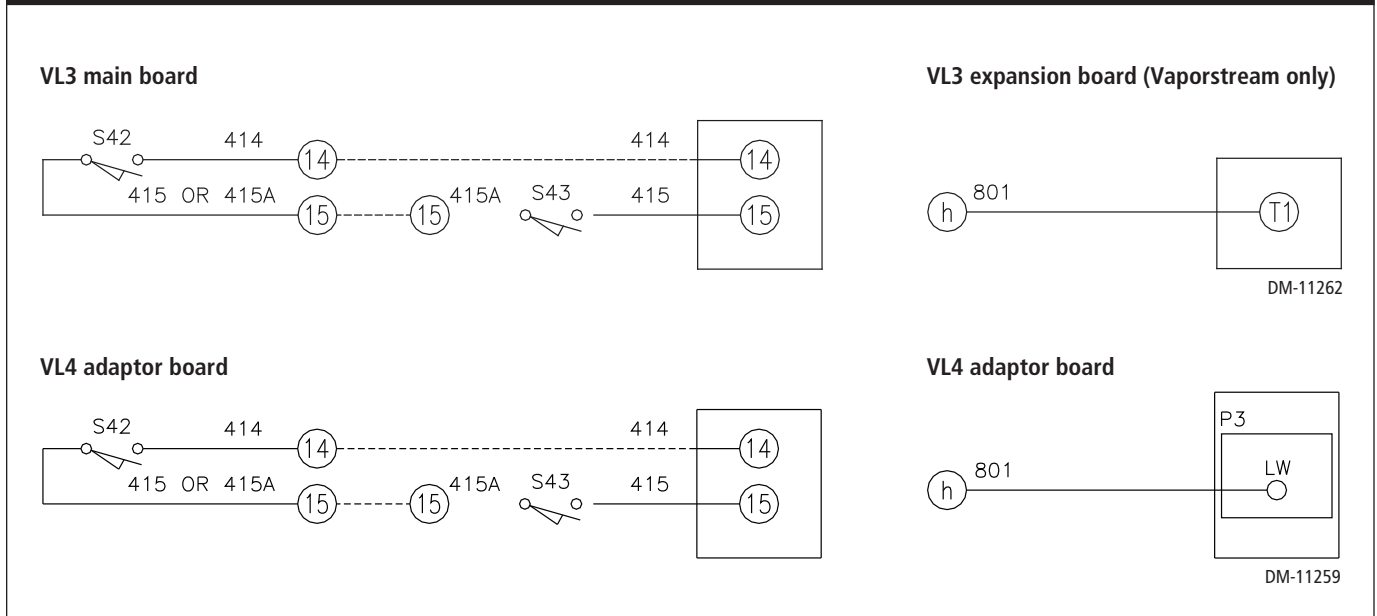 VL3 main board
S42 414 14 414 14
415 OR 415A 15 15 415A S43 415 15
VL3 expansion board (Vaporstream only)
h 801 T1
DM-11262
VL4 adaptor board
S42 414 14 414 14
415 OR 415A 15 15 415A S43 415 15
VL4 adaptor board
P3
h 801 LW
DM-11259